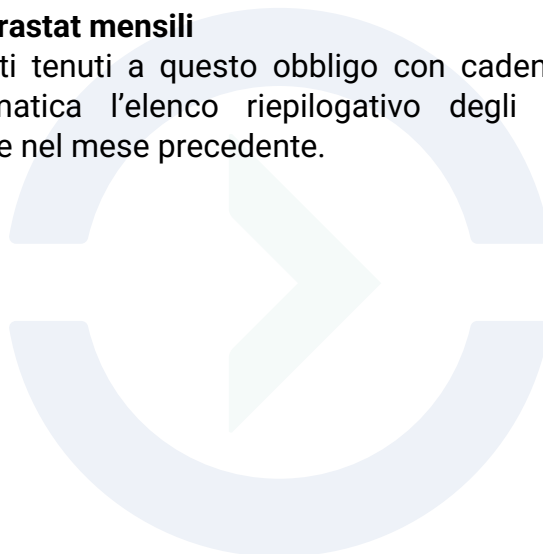 rastat mensili
ti tenuti a questo obbligo con caden
natica l’elenco riepilogativo degli
e nel mese precedente.